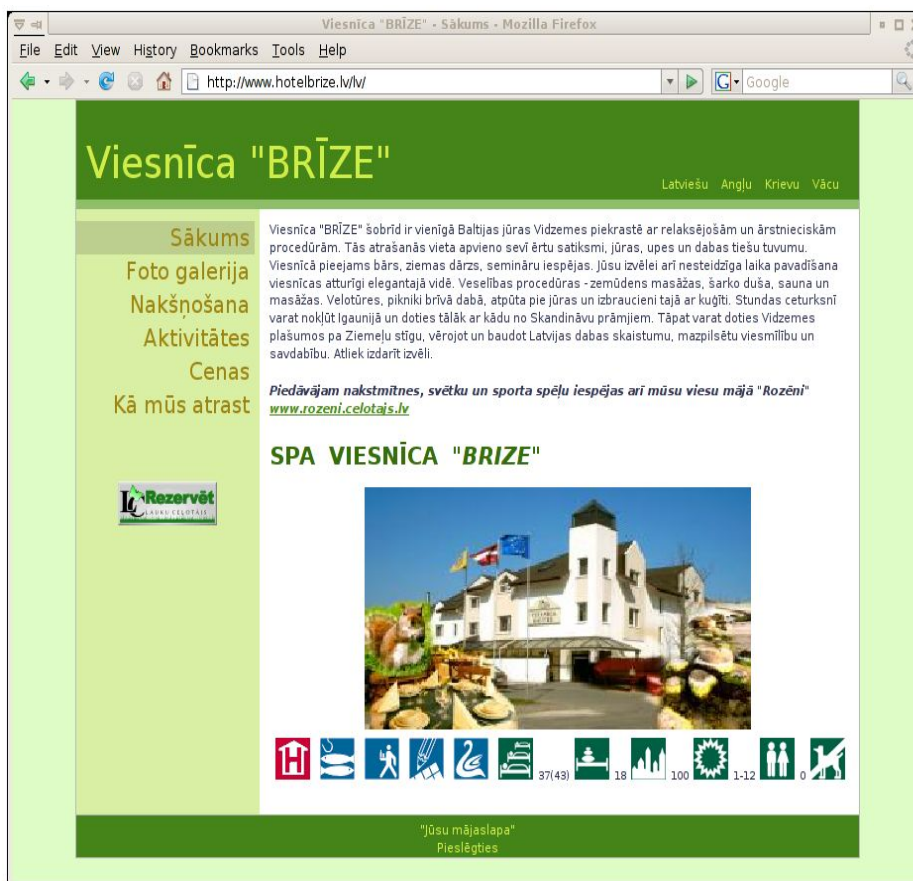 Viesnīca "BRĪZE" - Sākums - Mozilla Firefox
File Edit View History Bookmarks Tools Help
http://www.hotelbrize.lv/lv/
G Google
Viesnīca "BRĪZE"
Latviešu Angļu Krievu Vācu
Sākums
Foto galerija
Nakšņošana
Aktivitātes
Cenas
Kā mūs atrast
LC Rezervēt
LAUKU CEĻOTĀJS
Viesnīca "BRĪZE" šobrīd ir vienīgā Baltijas jūras Vidzemes piekrastē ar relaksējošām un ārstnieciskām
procedūrām. Tās atrašanās vieta apvieno sevī ērtu satiksmi, jūras, upes un dabas tiešu tuvumu.
Viesnīcā pieejams bārs, ziemas dārzs, semināru iespējas. Jūsu izvēlei arī nesteidzīga laika pavadīšana
viesnīcas atturīgi elegantajā vidē. Veselības procedūras - zemūdens masāžas, šarko duša, sauna un
masāžas. Velotūres, pikniki brīvā dabā, atpūta pie jūras un izbraucieni tajā ar kuģīti. Stundas ceturksnī
varat nokļūt Igaunijā un doties tālāk ar kādu no Skandināvu prāmjiem. Tāpat varat doties Vidzemes
plašumos pa Ziemeļu stīgu, vērojot un baudot Latvijas dabas skaistumu, mazpilsētu viesmīlību un
savdabību. Atliek izdarīt izvēli.
Piedāvājam nakstmītnes, svētku un sporta spēļu iespējas arī mūsu viesu mājā "Rozēni"
www.rozeni.celotajs.lv
SPA VIESNĪCA "BRIZE"
H 37(43) 18 100 1-12 0
"Jūsu mājaslapa"
Pieslēgties